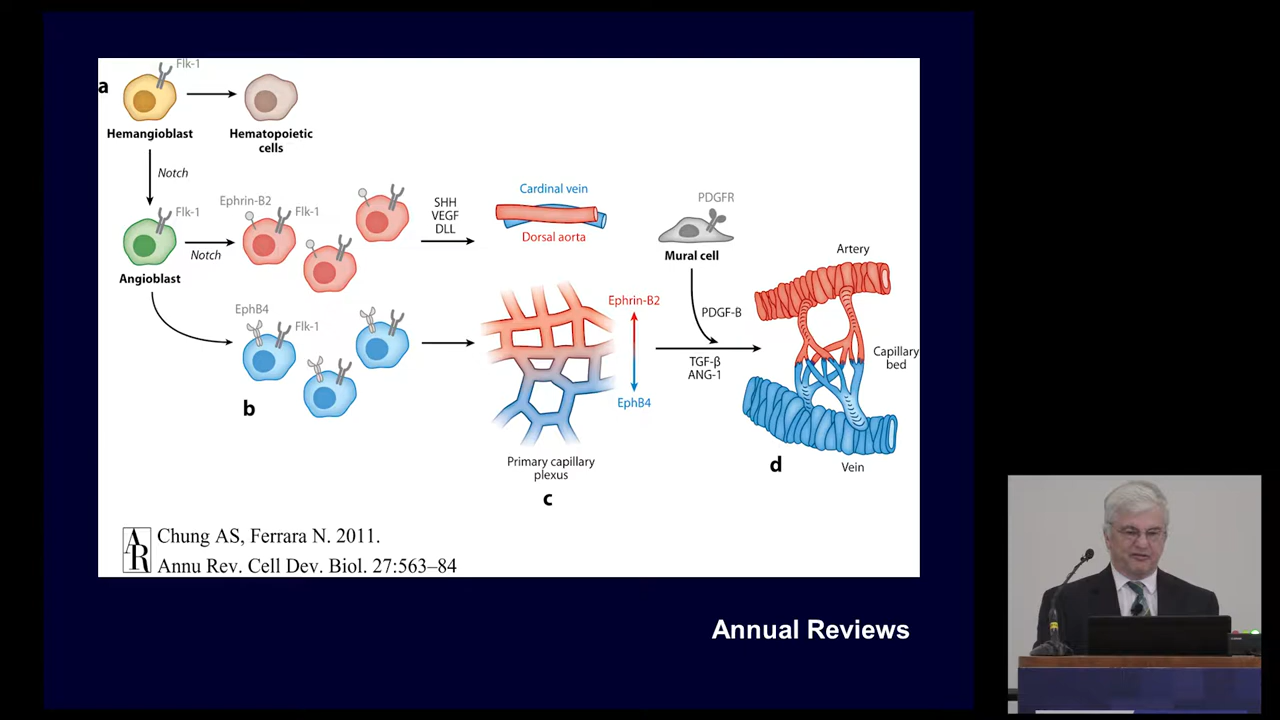 Flk-1
a
Hemangioblast
Hematopoietic
cells
Notch
Flk-1
Angioblast
Notch
Ephrin-B2
Flk-1
SHH
VEGF
DLL
Cardinal vein
Dorsal aorta
EphB4
Flk-1
b
Ephrin-B2
EphB4
Primary capillary
plexus
c
PDGFR
Mural cell
PDGF-B
TGF-β
ANG-1
Artery
Capillary
bed
Vein
d
AR
Chung AS, Ferrara N. 2011.
Annu Rev. Cell Dev. Biol. 27:563–84
Annual Reviews